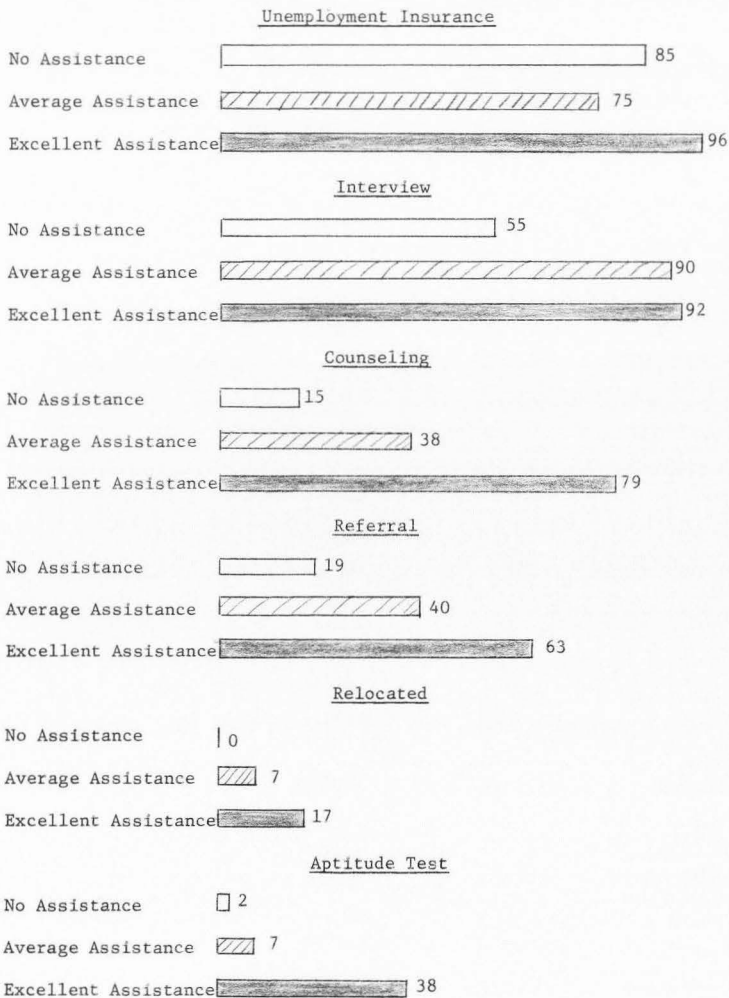 Unemployment Insurance
No Assistance 85
Average Assistance 75
Excellent Assistance 96
Interview
No Assistance 55
Average Assistance 90
Excellent Assistance 92
Counseling
No Assistance 15
Average Assistance 38
Excellent Assistance 79
Referral
No Assistance 19
Average Assistance 40
Excellent Assistance 63
Relocated
No Assistance 0
Average Assistance 7
Excellent Assistance 17
Aptitude Test
No Assistance 2
Average Assistance 7
Excellent Assistance 38